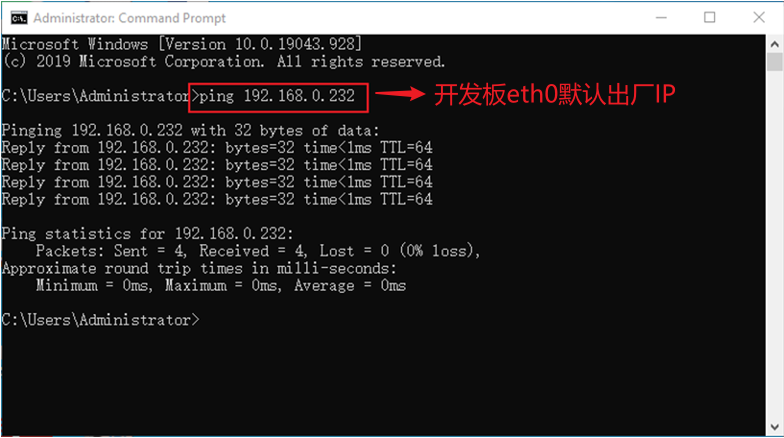 Administrator: Command Prompt
Microsoft Windows [Version 10.0.19043.928]
(c) 2019 Microsoft Corporation. All rights reserved.
C:\Users\Administrator>ping 192.168.0.232
开发板eth0默认出厂IP
Pinging 192.168.0.232 with 32 bytes of data:
Reply from 192.168.0.232: bytes=32 time<1ms TTL=64
Reply from 192.168.0.232: bytes=32 time<1ms TTL=64
Reply from 192.168.0.232: bytes=32 time<1ms TTL=64
Reply from 192.168.0.232: bytes=32 time<1ms TTL=64
Ping statistics for 192.168.0.232:
Packets: Sent = 4, Received = 4, Lost = 0 (0% loss),
Approximate round trip times in milli-seconds:
Minimum = 0ms, Maximum = 0ms, Average = 0ms
C:\Users\Administrator>